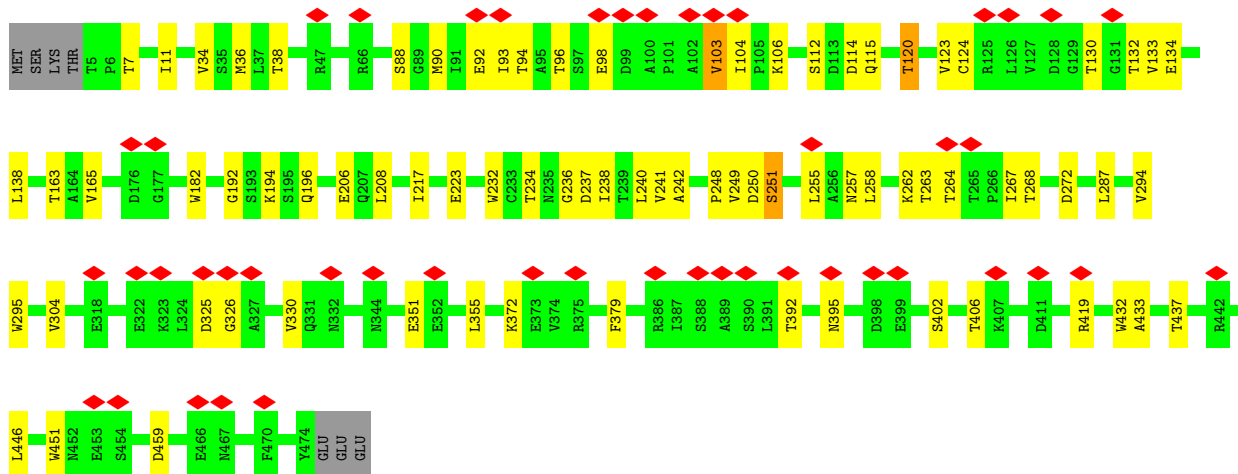 MET SER LYS THR T5 P6 T7 I11 V34 S35 M36 L37 T38 R47 R66 S88 G89 M90 I91 E92 I93 T94 A95 T96 S97 E98 D99 A100 P101 A102 V103 I104 P105 K106 S112 D113 D114 Q115 T120 V123 C124 R125 L126 V127 D128 G129 T130 G131 T132 V133 E134
L138 T163 A164 V165 D176 G177 W182 G192 S193 K194 S195 Q196 E206 Q207 L208 I217 E223 W232 C233 T234 N235 G236 D237 I238 T239 L240 V241 A242 P248 V249 D250 S251 L255 A256 N257 L258 K262 T263 T264 T265 P266 I267 T268 D272 L287 V294
W295 V304 E318 E322 K323 L324 D325 G326 A327 V330 Q331 N332 N344 E351 E352 L355 K372 E373 V374 R375 F379 R386 I387 S388 A389 S390 L391 T392 N395 D398 E399 S402 T406 K407 D411 R419 W432 A433 T437 R442
L446 W451 N452 E453 S454 D459 E466 N467 F470 Y474 GLU GLU GLU